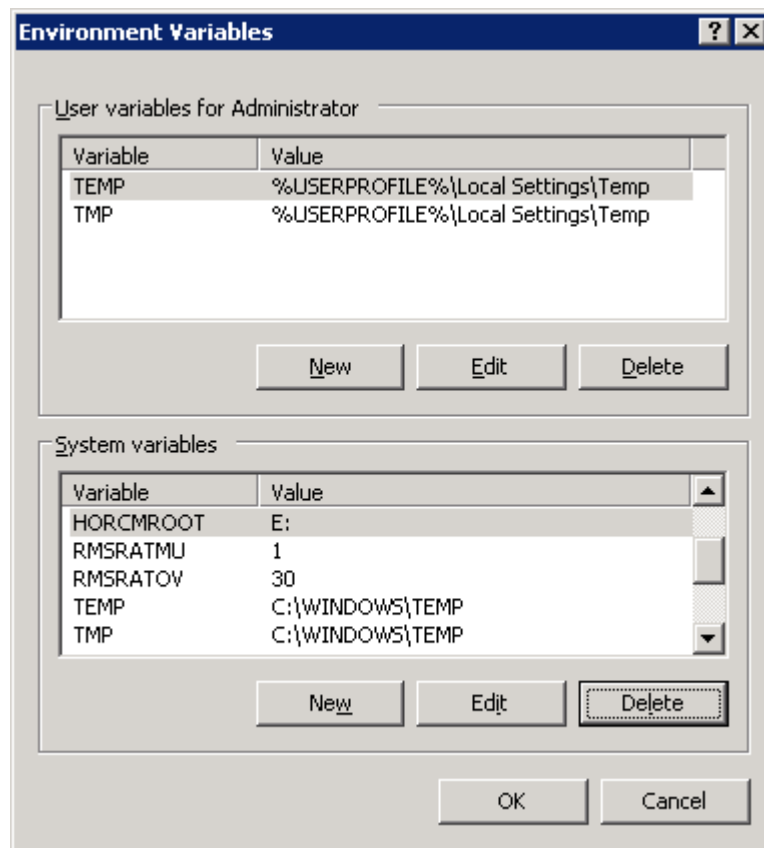 Environment Variables
User variables for Administrator
Variable Value
TEMP %USERPROFILE%\Local Settings\Temp
TMP %USERPROFILE%\Local Settings\Temp
New Edit Delete
System variables
Variable Value
HORCMROOT E:
RMSRATMU 1
RMSRATOV 30
TEMP C:\WINDOWS\TEMP
TMP C:\WINDOWS\TEMP
New Edit Delete
OK Cancel